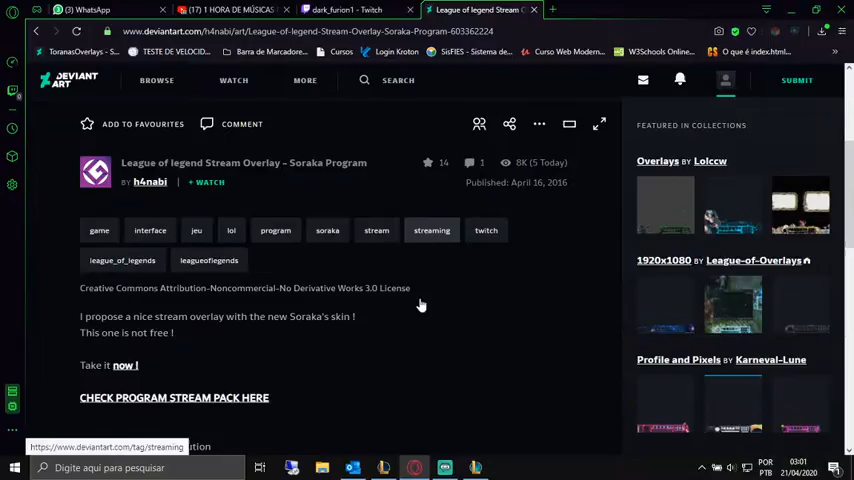 (3) WhatsApp
(17) 1 HORA DE MÚSICAS
dark_furion1 - Twitch
League of legend Stream O
www.deviantart.com/h4nabi/art/League-of-legend-Stream-Overlay-Soraka-Program-603362224
ToranasOverlays - S...
TESTE DE VELOCID...
Barra de Marcador...
Cursos
Login Kroton
SisFIES - Sistema de...
Curso Web Modern...
W3Schools Online...
O que é index.html...
DEVIANT ART
BROWSE
WATCH
MORE
SEARCH
SUBMIT
ADD TO FAVOURITES
COMMENT
FEATURED IN COLLECTIONS
League of legend Stream Overlay - Soraka Program
14
1
8K (5 Today)
BY h4nabi
+ WATCH
Published: April 16, 2016
Overlays BY Lolccw
game
interface
jeu
lol
program
soraka
stream
streaming
twitch
league_of_legends
leagueoflegends
1920x1080 BY League-of-Overlays
Creative Commons Attribution-Noncommercial-No Derivative Works 3.0 License
I propose a nice stream overlay with the new Soraka's skin !
This one is not free !
Take it now !
Profile and Pixels BY Karneval-Lune
CHECK PROGRAM STREAM PACK HERE
https://www.deviantart.com/tag/streaming
ution
Digite aqui para pesquisar
POR
PTB
03:01
21/04/2020